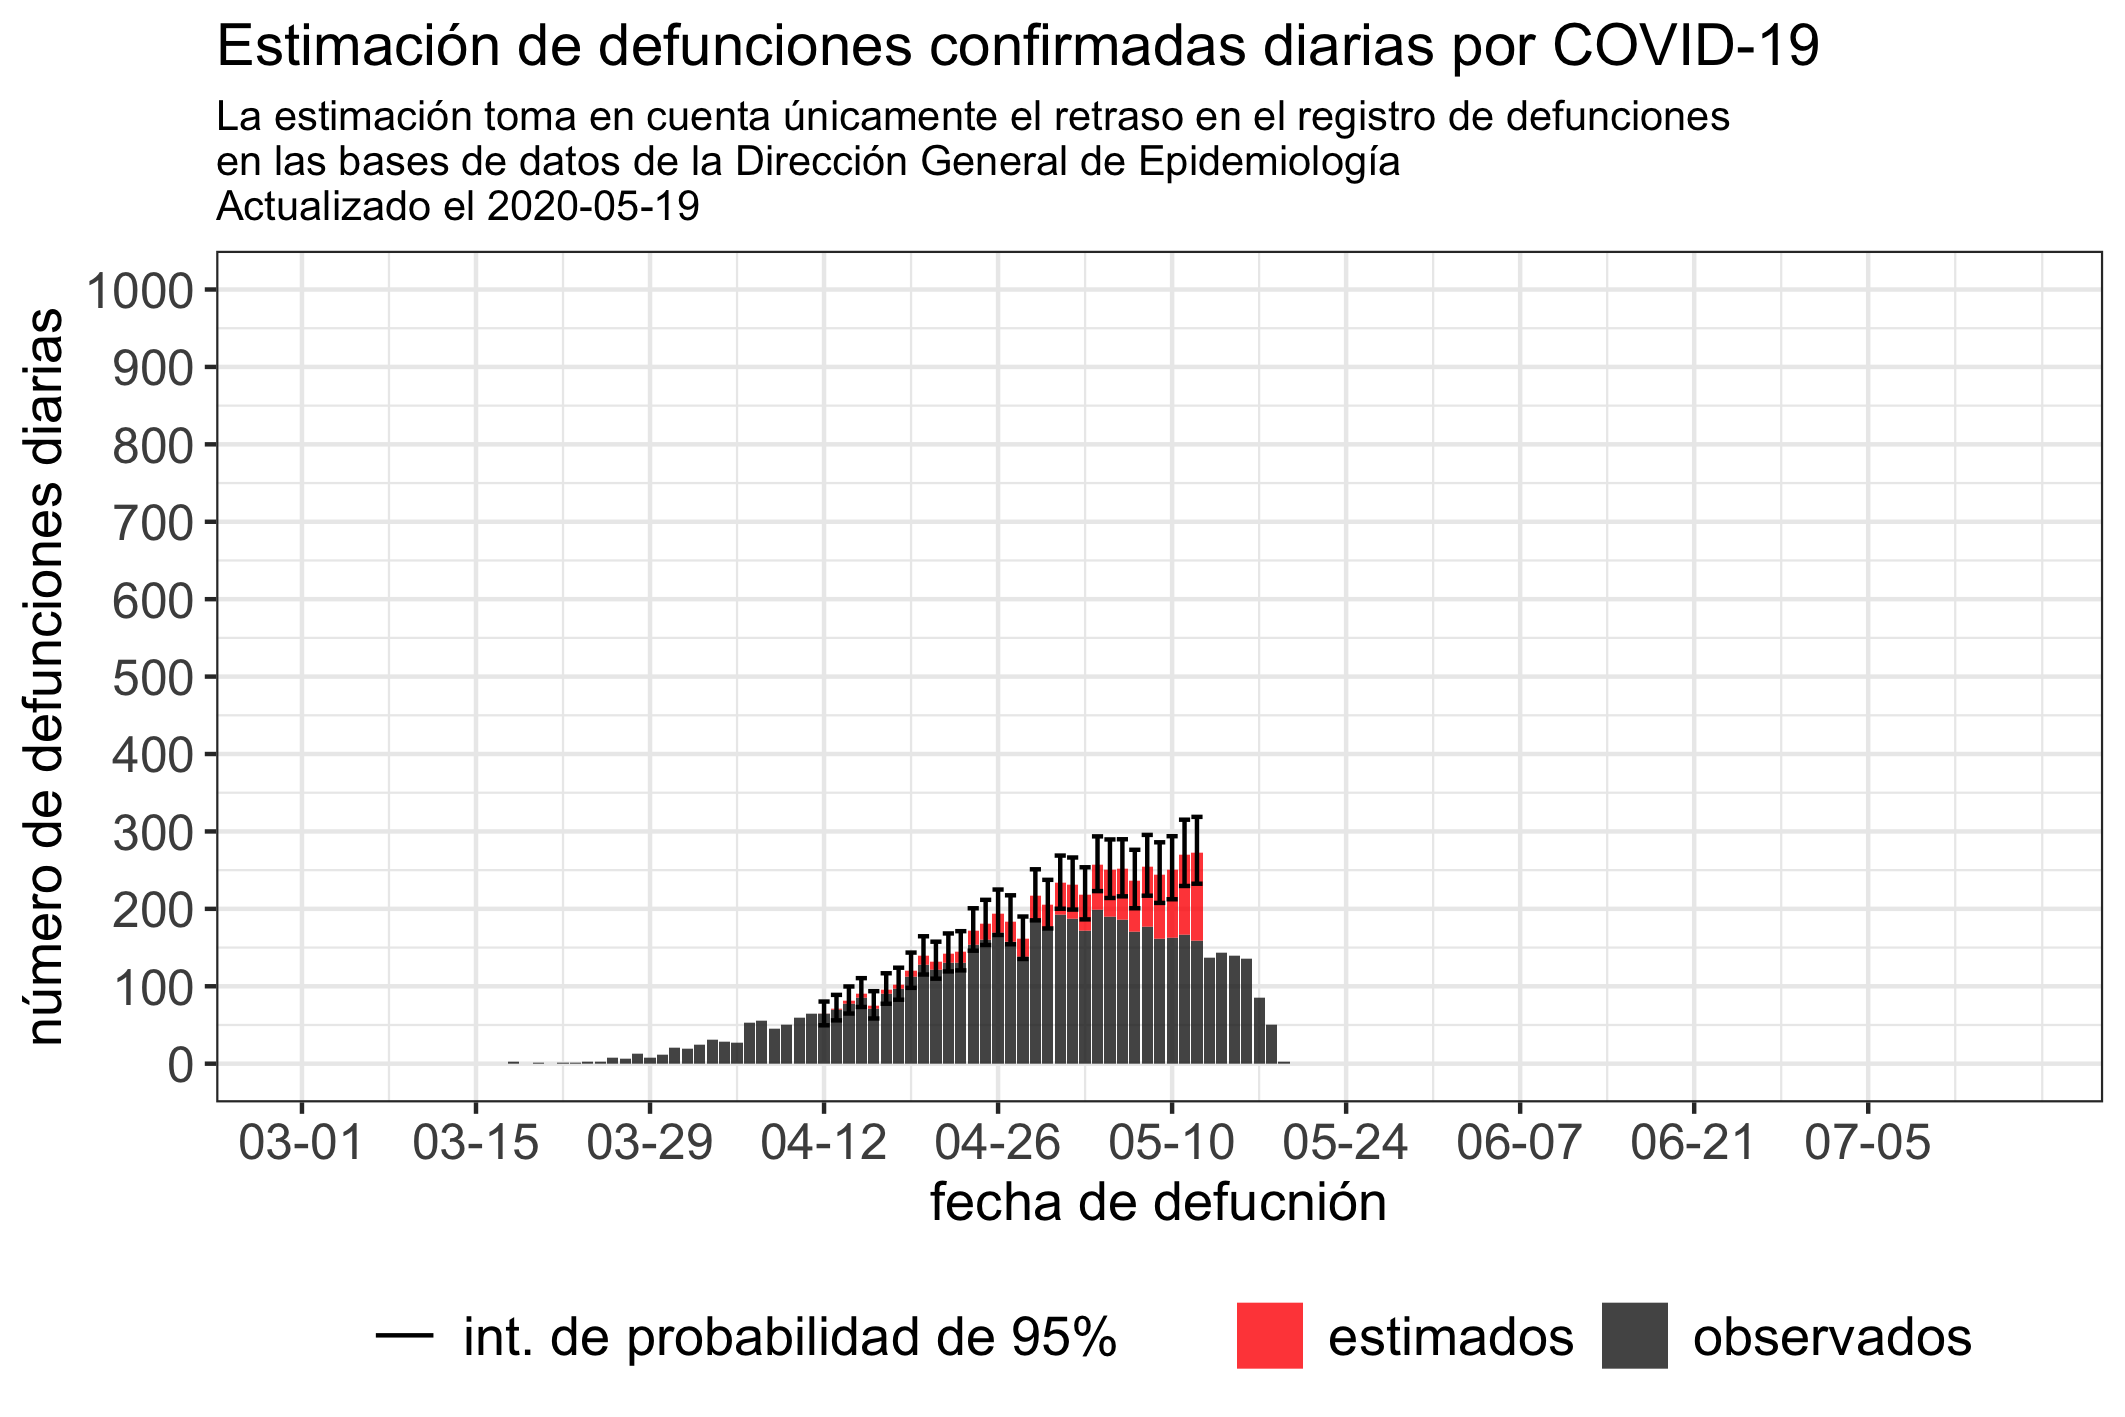 Estimación de defunciones confirmadas diarias por COVID-19
La estimación toma en cuenta únicamente el retraso en el registro de defunciones
en las bases de datos de la Dirección General de Epidemiología
Actualizado el 2020-05-19
número de defunciones diarias
1000
900
800
700
600
500
400
300
200
100
0
03-01 03-15 03-29 04-12 04-26 05-10 05-24 06-07 06-21 07-05
fecha de defucnión
int. de probabilidad de 95% estimados observados